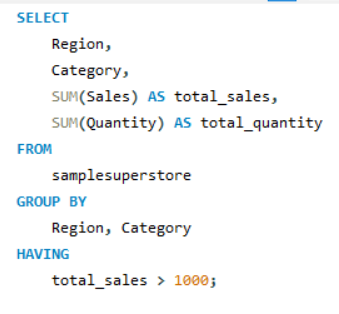 SELECT
    Region,
    Category,
    SUM(Sales) AS total_sales,
    SUM(Quantity) AS total_quantity
FROM
    samplesuperstore
GROUP BY
    Region, Category
HAVING
    total_sales > 1000;